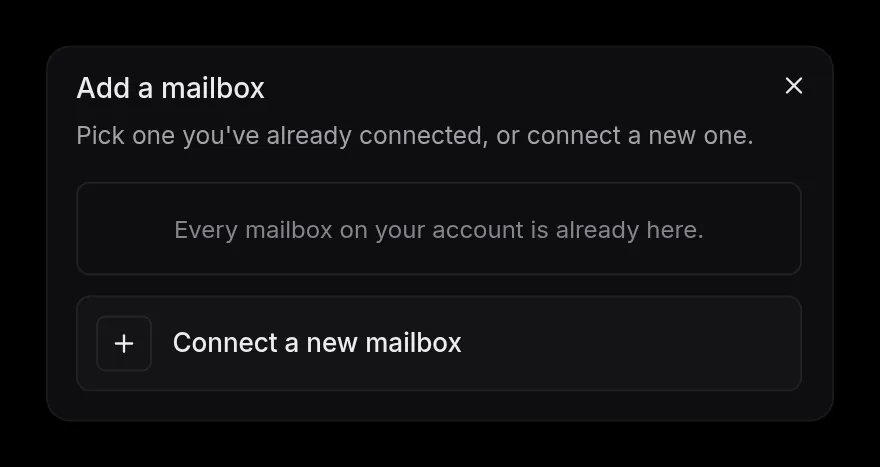 Add a mailbox
Pick one you've already connected, or connect a new one.
Every mailbox on your account is already here.
Connect a new mailbox